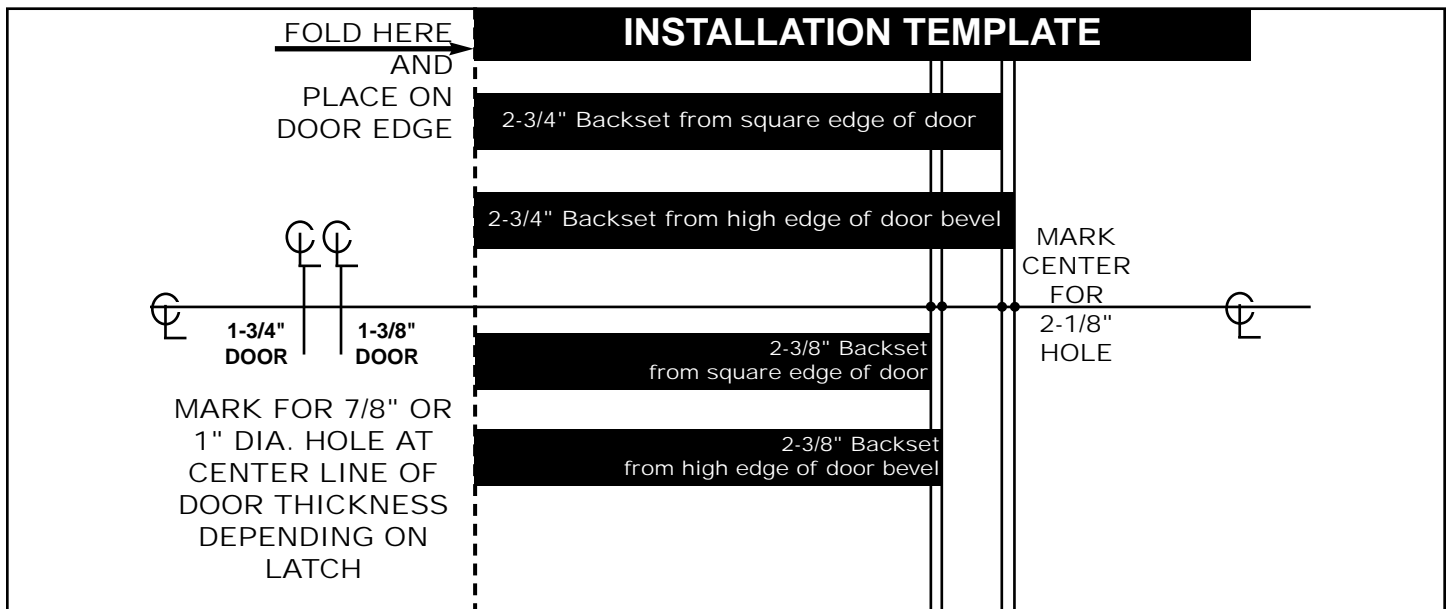 INSTALLATION TEMPLATE
FOLD HERE
AND
PLACE ON
DOOR EDGE
2-3/4" Backset from square edge of door
2-3/4" Backset from high edge of door bevel
MARK
CENTER
FOR
2-1/8"
HOLE
CL
CL
CL
CL
1-3/4"
DOOR
1-3/8"
DOOR
2-3/8" Backset
from square edge of door
2-3/8" Backset
from high edge of door bevel
MARK FOR 7/8" OR
1" DIA. HOLE AT
CENTER LINE OF
DOOR THICKNESS
DEPENDING ON
LATCH